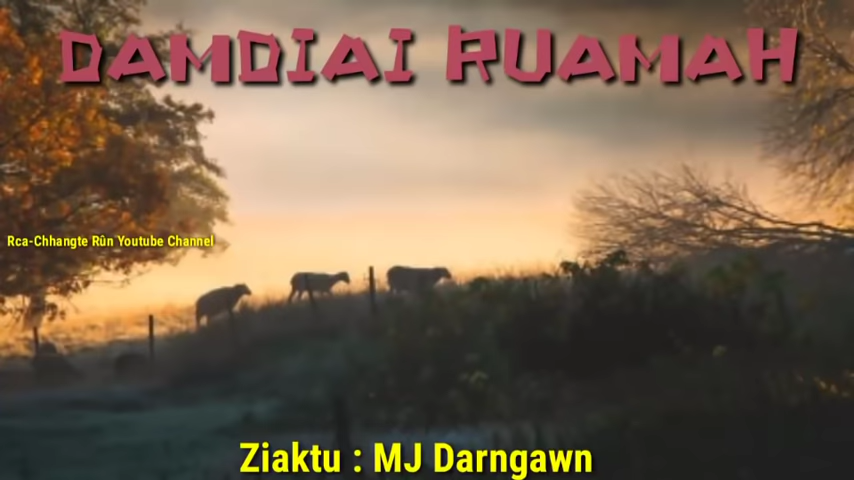 DAMDIAI RUAMAH
Rca-Chhangte Rûn Youtube Channel
Ziaktu : MJ Darngawn